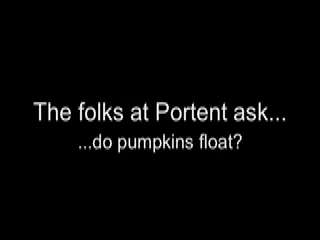 The folks at Portent ask...
...do pumpkins float?